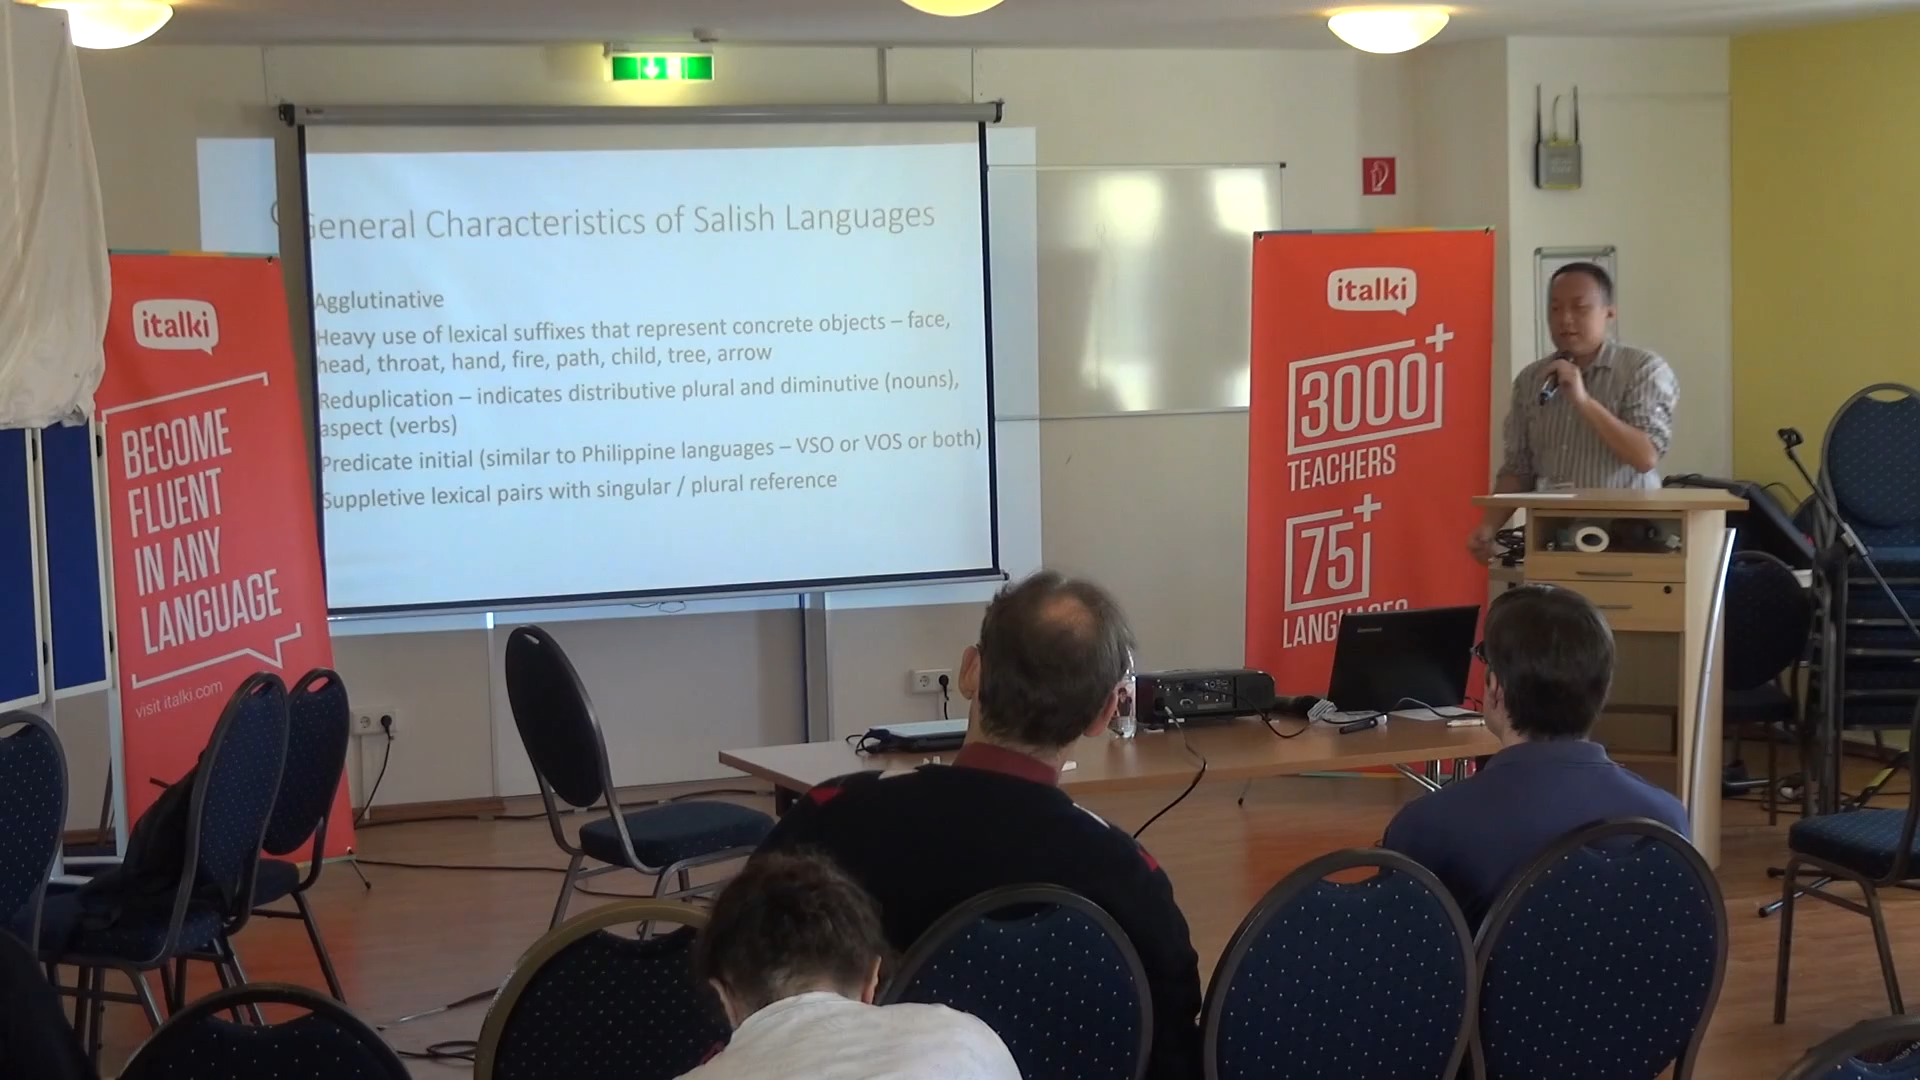 General Characteristics of Salish Languages
Agglutinative
Heavy use of lexical suffixes that represent concrete objects – face,
head, throat, hand, fire, path, child, tree, arrow
Reduplication – indicates distributive plural and diminutive (nouns),
aspect (verbs)
Predicate initial (similar to Philippine languages – VSO or VOS or both)
Suppletive lexical pairs with singular / plural reference
italki
BECOME
FLUENT
IN ANY
LANGUAGE
visit italki.com
italki
3000+
TEACHERS
75+
LANGUAGES